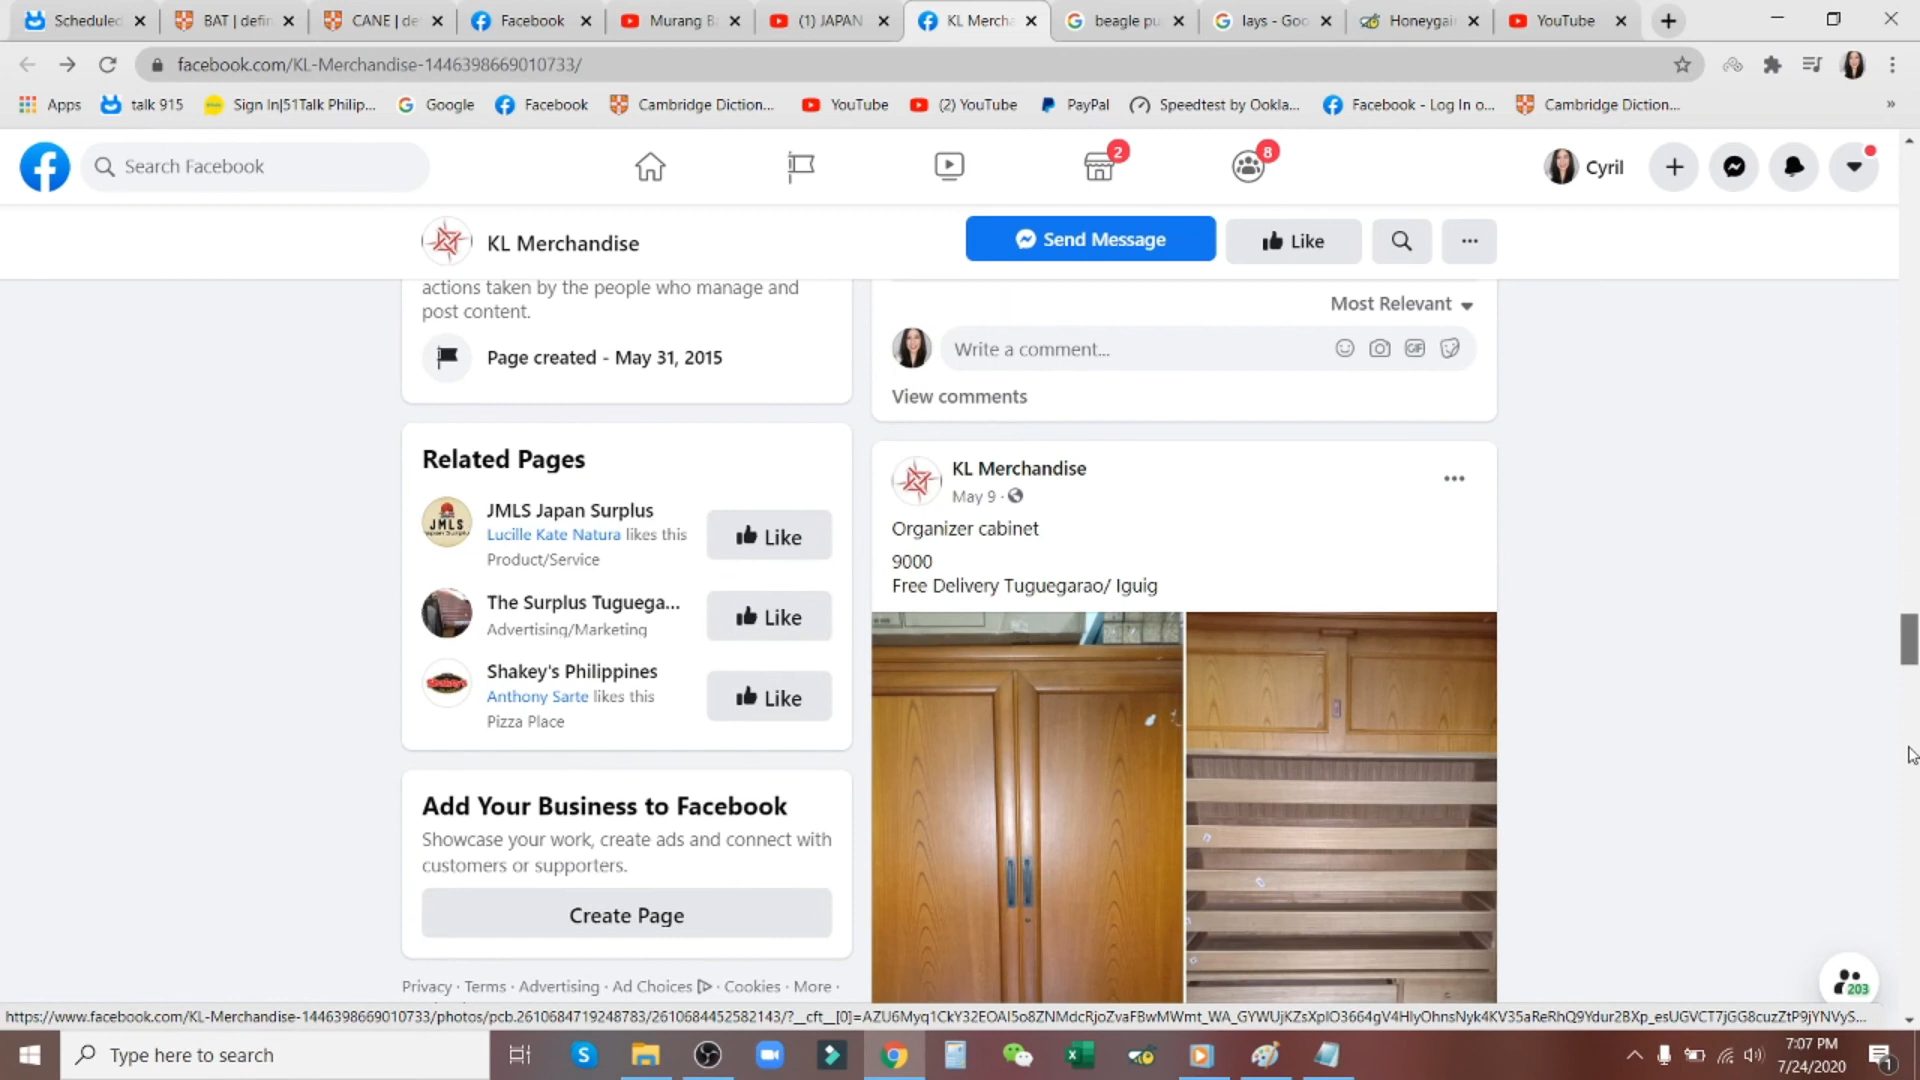 Scheduled
BAT | defin
CANE | de
Facebook
Murang B
(1) JAPAN
KL Mercha
beagle pu
lays - Goo
Honeygai
YouTube
facebook.com/KL-Merchandise-1446398669010733/
Apps
talk 915
Sign In|51Talk Philip...
Google
Facebook
Cambridge Diction...
YouTube
(2) YouTube
PayPal
Speedtest by Ookla...
Facebook - Log In o...
Cambridge Diction...
»
Search Facebook
2
8
Cyril
KL Merchandise
Send Message
Like
actions taken by the people who manage and
post content.
Page created - May 31, 2015
Related Pages
JMLS
JMLS Japan Surplus
Lucille Kate Natura likes this
Product/Service
Like
The Surplus Tuguega...
Advertising/Marketing
Like
Shakey's
Shakey's Philippines
Anthony Sarte likes this
Pizza Place
Like
Add Your Business to Facebook
Showcase your work, create ads and connect with
customers or supporters.
Create Page
Privacy · Terms · Advertising · Ad Choices · Cookies · More ·
Most Relevant
Write a comment...
GIF
View comments
KL Merchandise
May 9 ·
Organizer cabinet
9000
Free Delivery Tuguegarao/ Iguig
203
Type here to search
7:07 PM
7/24/2020
1